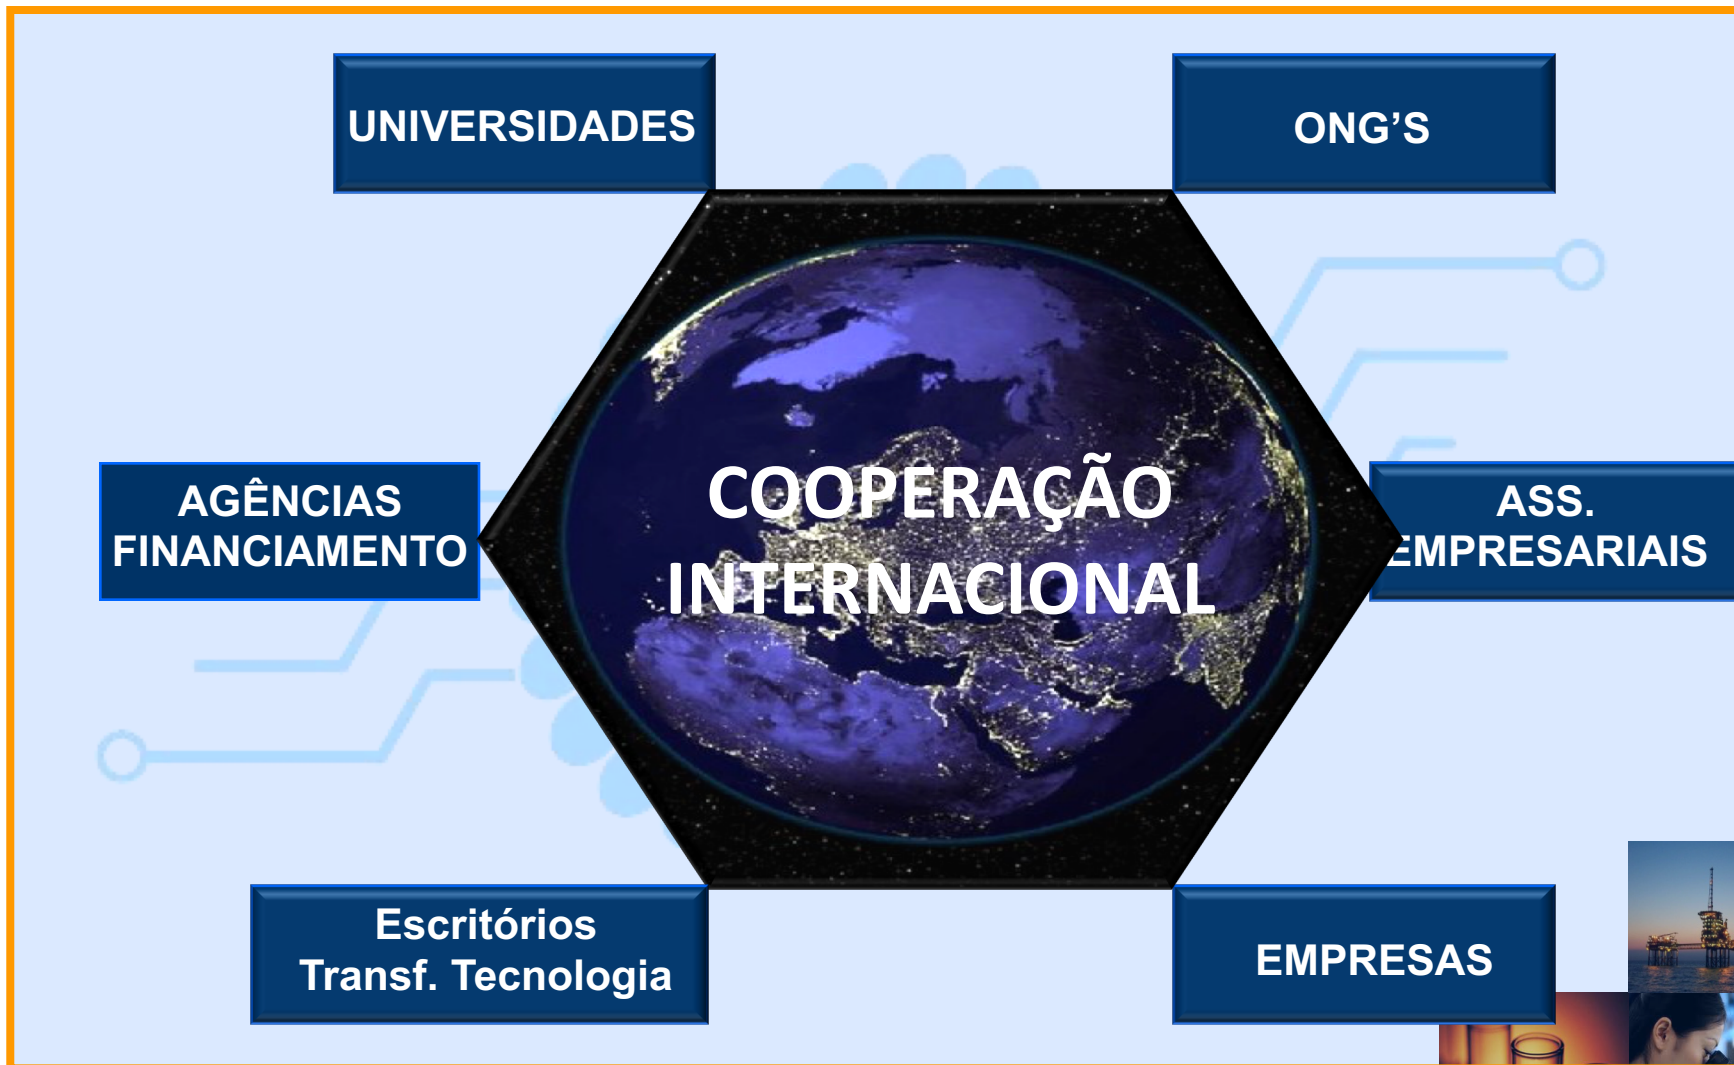 UNIVERSIDADES
ONG’S
COOPERAÇÃO
INTERNACIONAL
AGÊNCIAS
FINANCIAMENTO
ASS.
EMPRESARIAIS
Escritórios
Transf. Tecnologia
EMPRESAS